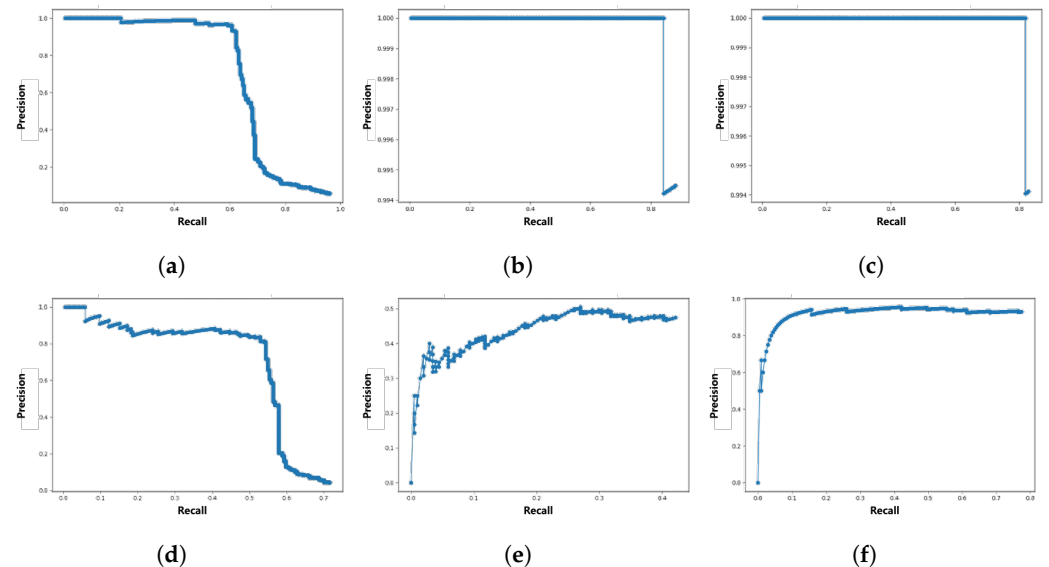 1.0
0.8
0.6
0.4
0.2
Precision
0.0 0.2 0.4 0.6 0.8 1.0
Recall
(a)
1.000
0.999
0.998
0.997
0.996
0.995
0.994
Precision
0.0 0.2 0.4 0.6 0.8
Recall
(b)
1.000
0.999
0.998
0.997
0.996
0.995
0.994
Precision
0.0 0.2 0.4 0.6 0.8
Recall
(c)
1.0
0.8
0.6
0.4
0.2
0.0
Precision
0.0 0.1 0.2 0.3 0.4 0.5 0.6 0.7
Recall
(d)
0.5
0.4
0.3
0.2
0.1
0.0
Precision
0.0 0.1 0.2 0.3 0.4
Recall
(e)
1.0
0.8
0.6
0.4
0.2
0.0
Precision
0.0 0.1 0.2 0.3 0.4 0.5 0.6 0.7 0.8
Recall
(f)